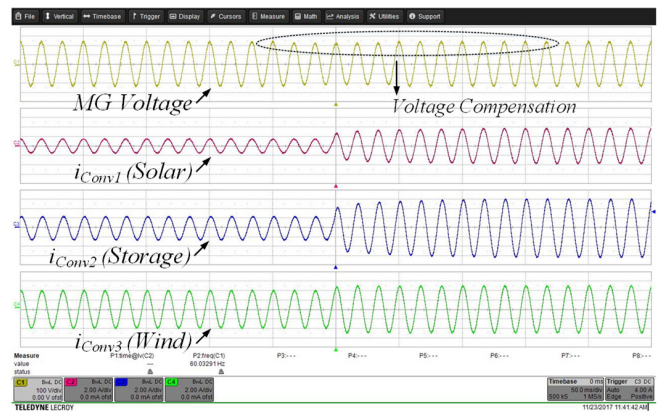 File Vertical Timebase Trigger Display Cursors Measure Math Analysis Utilities Support
MG Voltage
Voltage Compensation
iConv1 (Solar)
iConv2 (Storage)
iConv3 (Wind)
Measure P1:time@lv(C2) P2:freq(C1) P3:--- P4:--- P5:--- P6:--- P7:--- P8:---
value --- 60.03291 Hz
status
C1 BwL DC C2 BwL DC BwL DC C4 BwL DC Timebase 0 ms Trigger C3 DC
100 V/div 2.00 A/div 2.00 A/div 2.00 A/div 50.0 ms/div Auto 4.00 A
0.00 V ofst 0.0 mA ofst 0.0 mA ofst 0.0 mA ofst 500 kS 1 MS/s Edge Positive
TELEDYNE LECROY 11/23/2017 11:41:42 AM